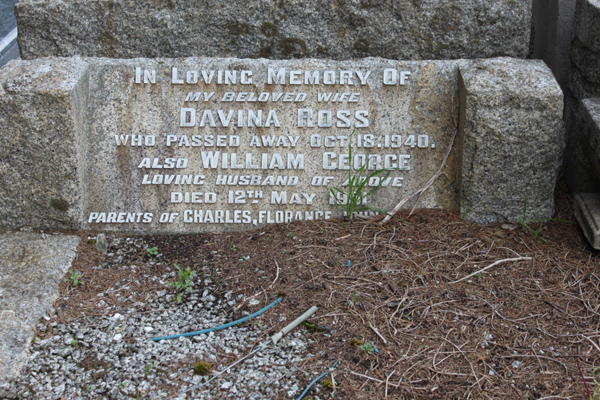 IN LOVING MEMORY OF
MY BELOVED WIFE
DAVINA ROSS
WHO PASSED AWAY OCT. 18. 1940.
ALSO WILLIAM GEORGE
LOVING HUSBAND OF
DIED 12TH MAY
PARENTS OF CHARLES, FLORANCE